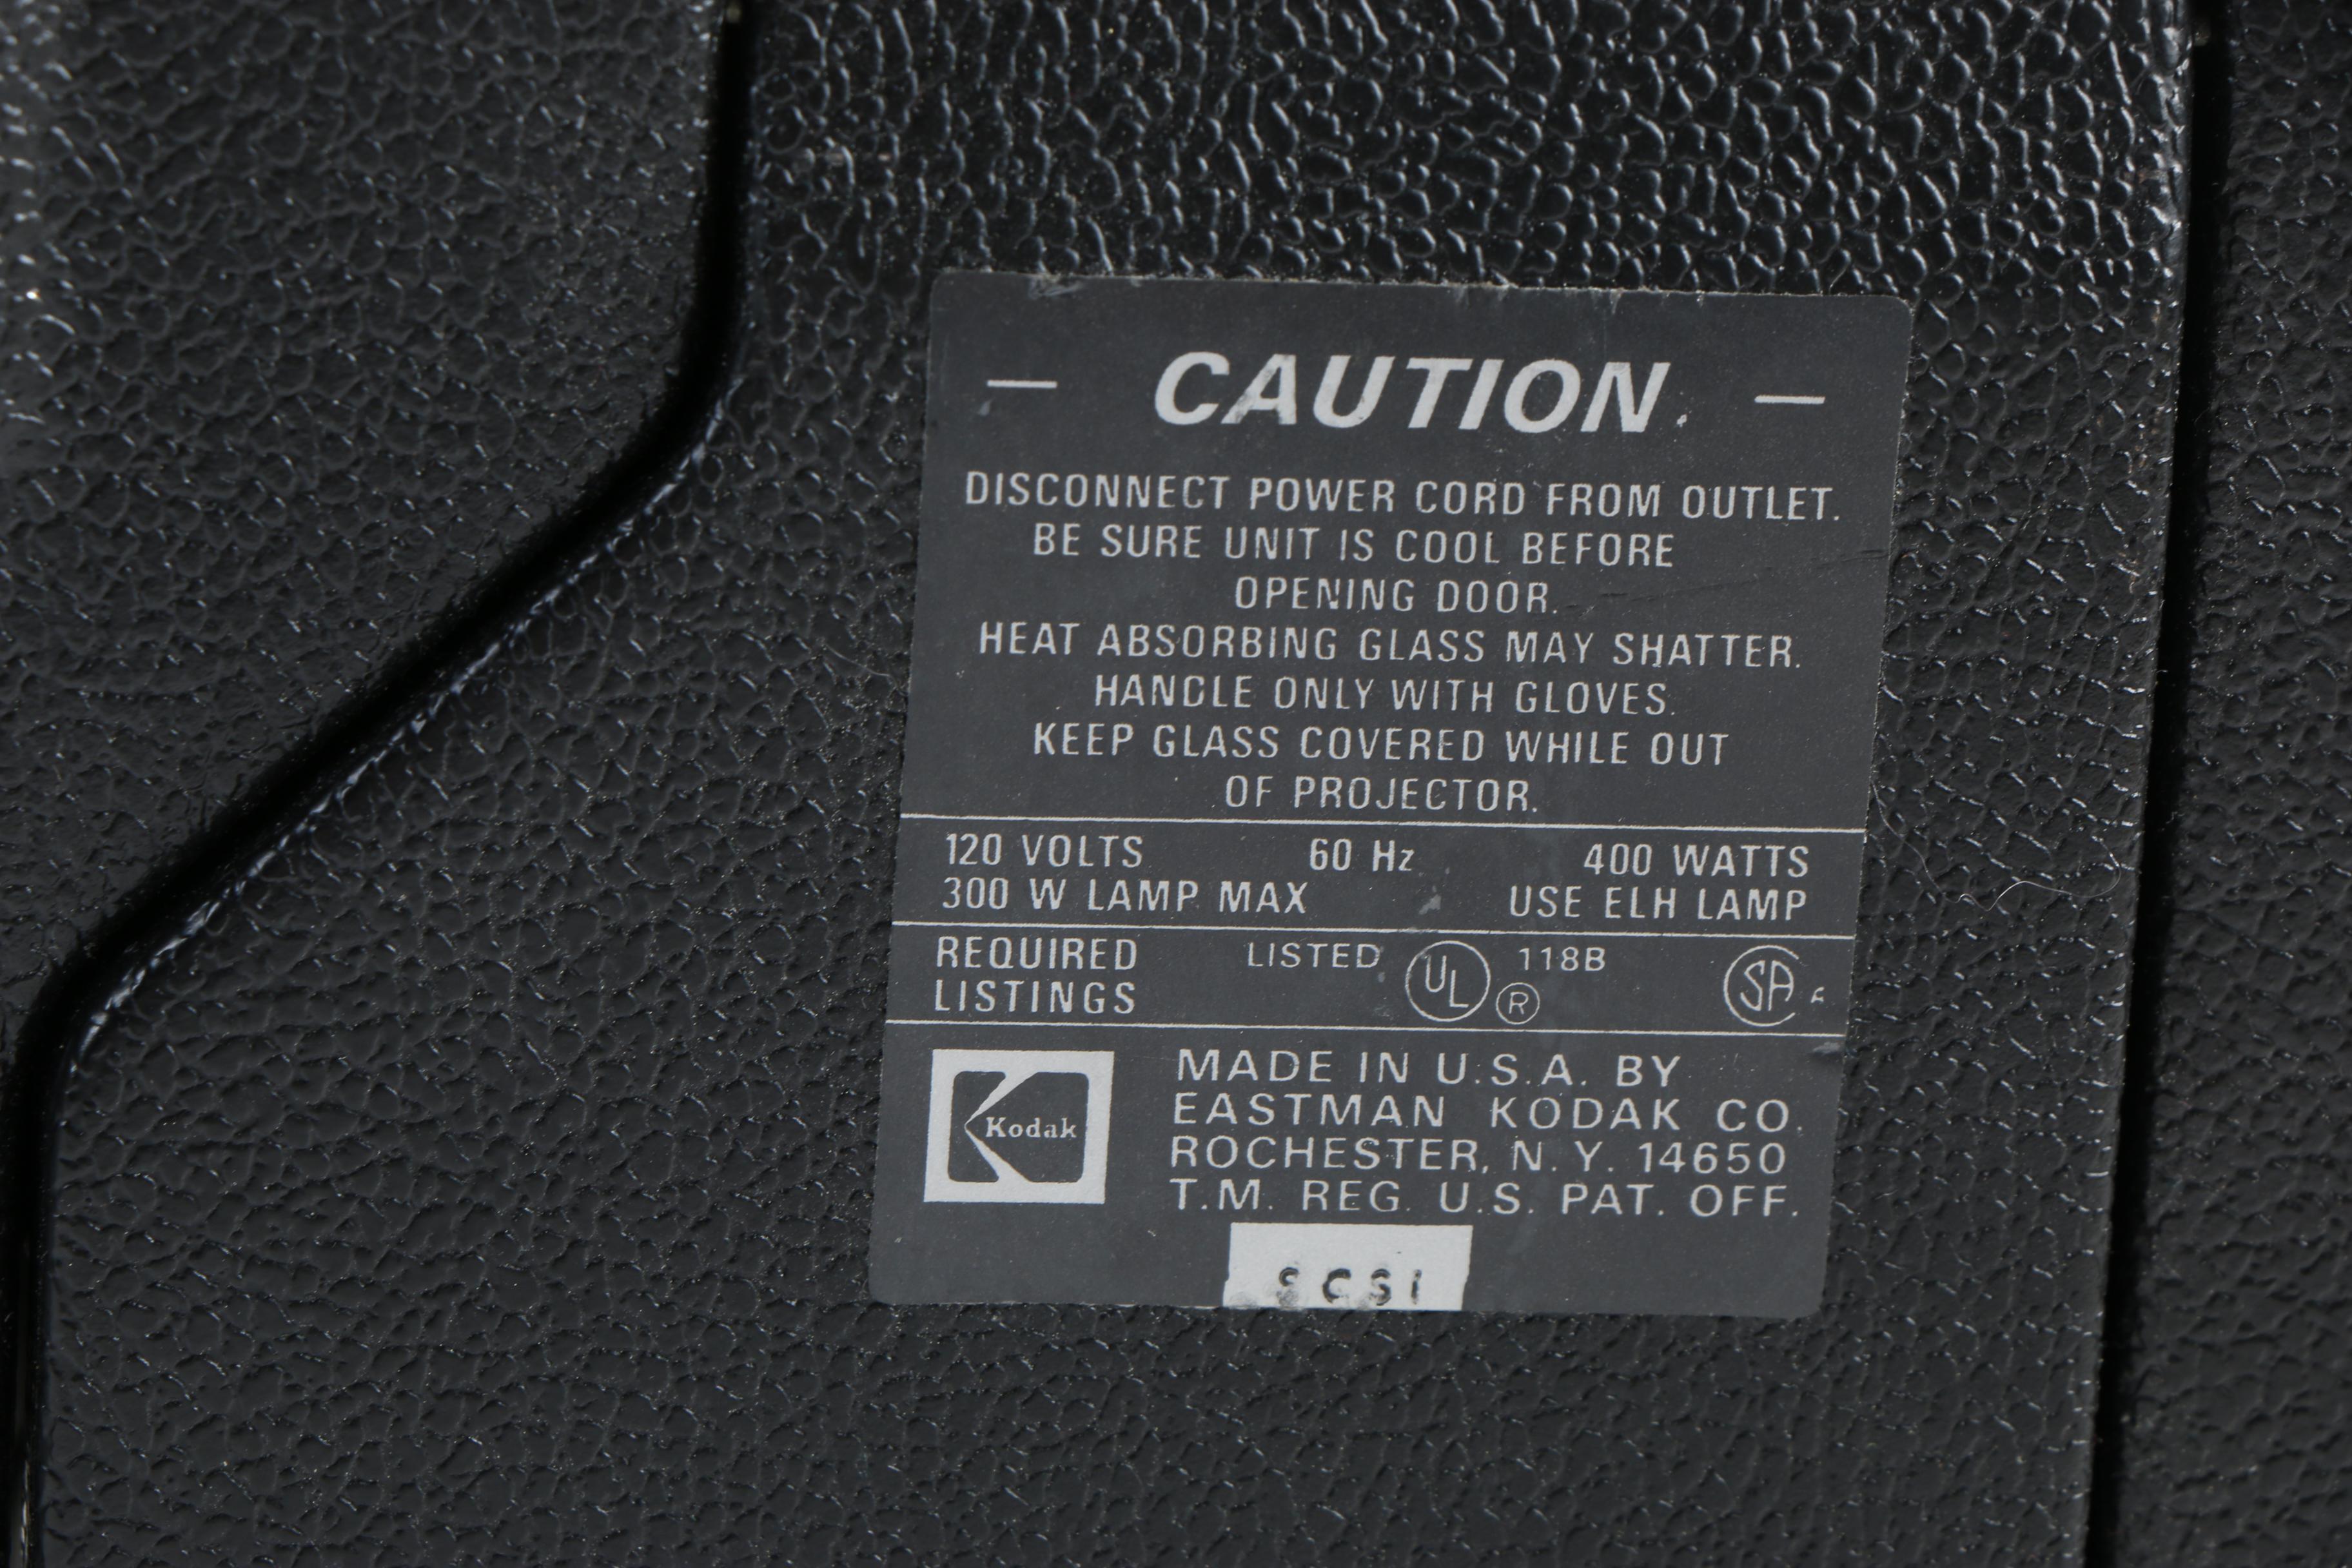 — CAUTION —
DISCONNECT POWER CORD FROM OUTLET.
BE SURE UNIT IS COOL BEFORE
OPENING DOOR.
HEAT ABSORBING GLASS MAY SHATTER.
HANDLE ONLY WITH GLOVES.
KEEP GLASS COVERED WHILE OUT
OF PROJECTOR.
120 VOLTS 60 Hz 400 WATTS
300 W LAMP MAX USE ELH LAMP
REQUIRED LISTINGS LISTED UL ® 118B SA
Kodak
MADE IN U.S.A. BY
EASTMAN KODAK CO.
ROCHESTER, N.Y. 14650
T.M. REG. U.S. PAT. OFF.